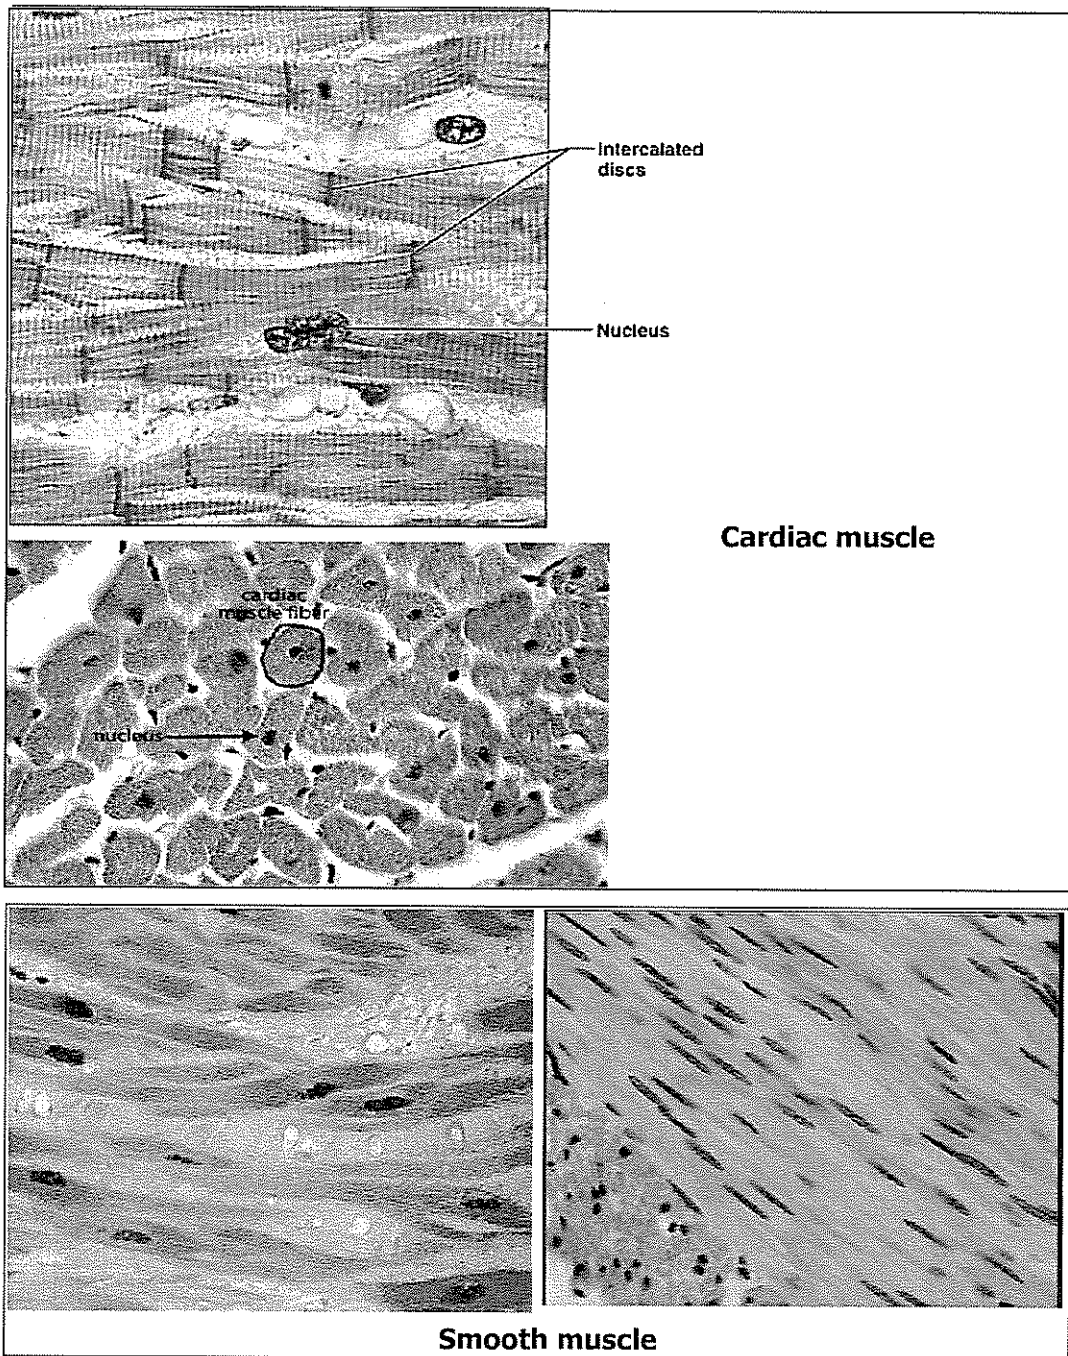 Intercalated
discs
Nucleus
Cardiac muscle
cardiac
muscle fiber
nucleus
Smooth muscle